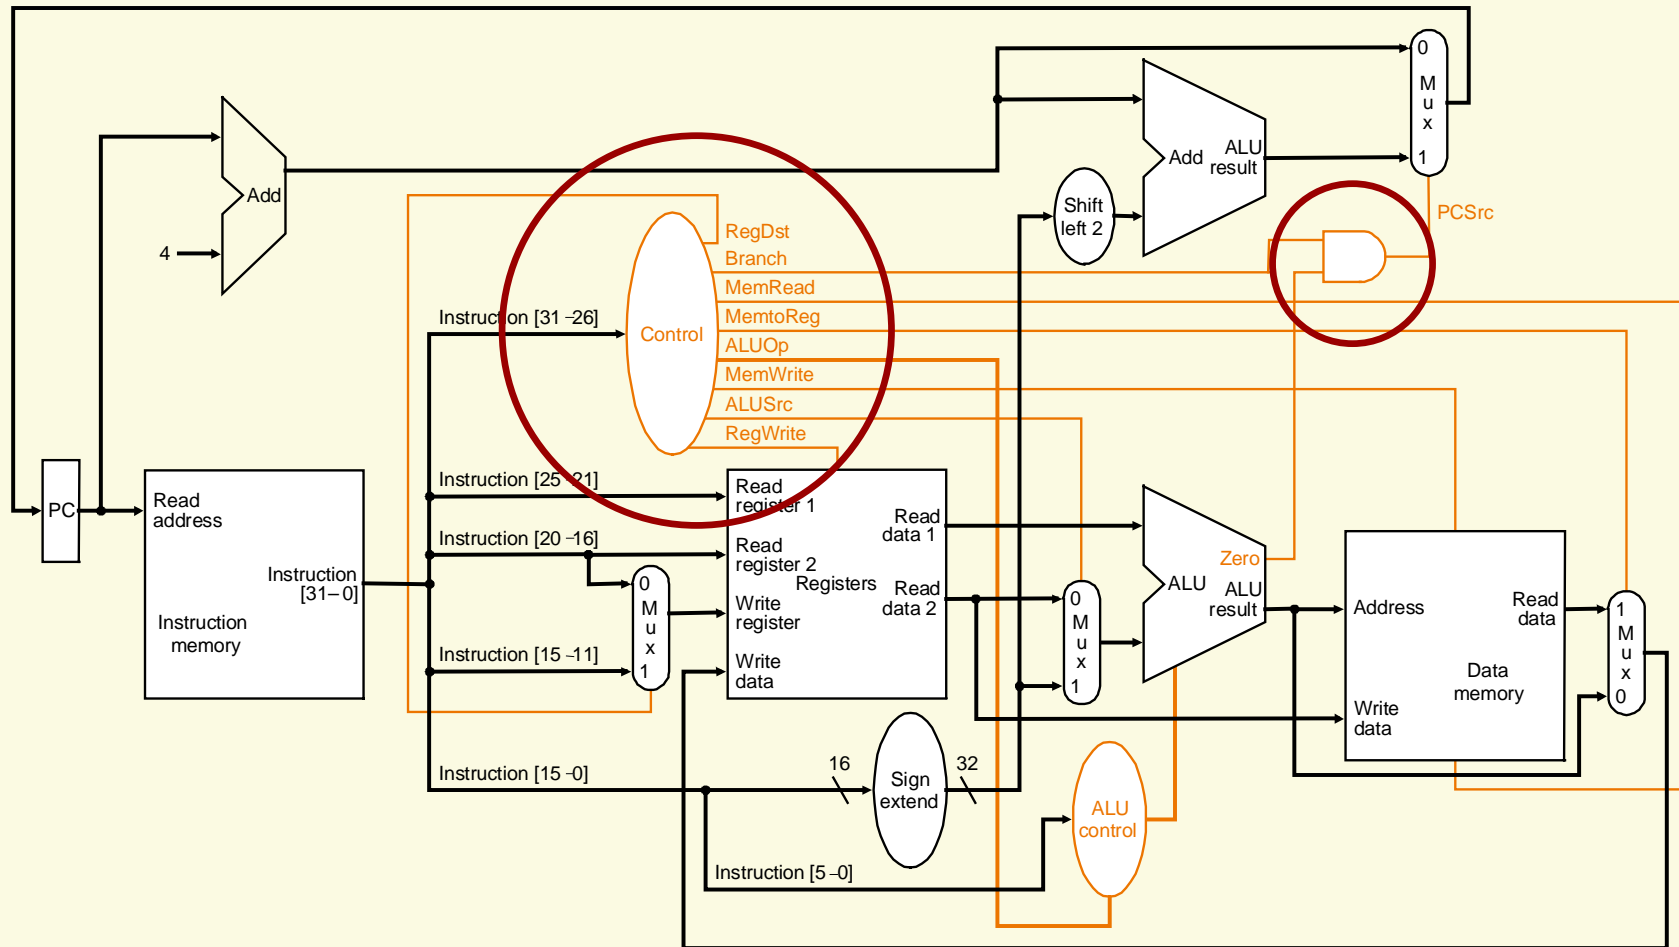 0
M
u
x
1
Add
ALU
result
Add
4
Shift
left 2
PCSrc
RegDst
Branch
MemRead
MemtoReg
ALUOp
MemWrite
ALUSrc
RegWrite
Control
Instruction [31–26]
Instruction [25–21]
Instruction [20–16]
Instruction [15–11]
Instruction [15–0]
Instruction [5–0]
PC
Read
address
Instruction
[31–0]
Instruction
memory
0
M
u
x
1
Read
register 1
Read
register 2
Write
register
Write
data
Registers
Read
data 1
Read
data 2
0
M
u
x
1
Zero
ALU
ALU
result
Address
Write
data
Read
data
Data
memory
1
M
u
x
0
16
Sign
extend
32
ALU
control